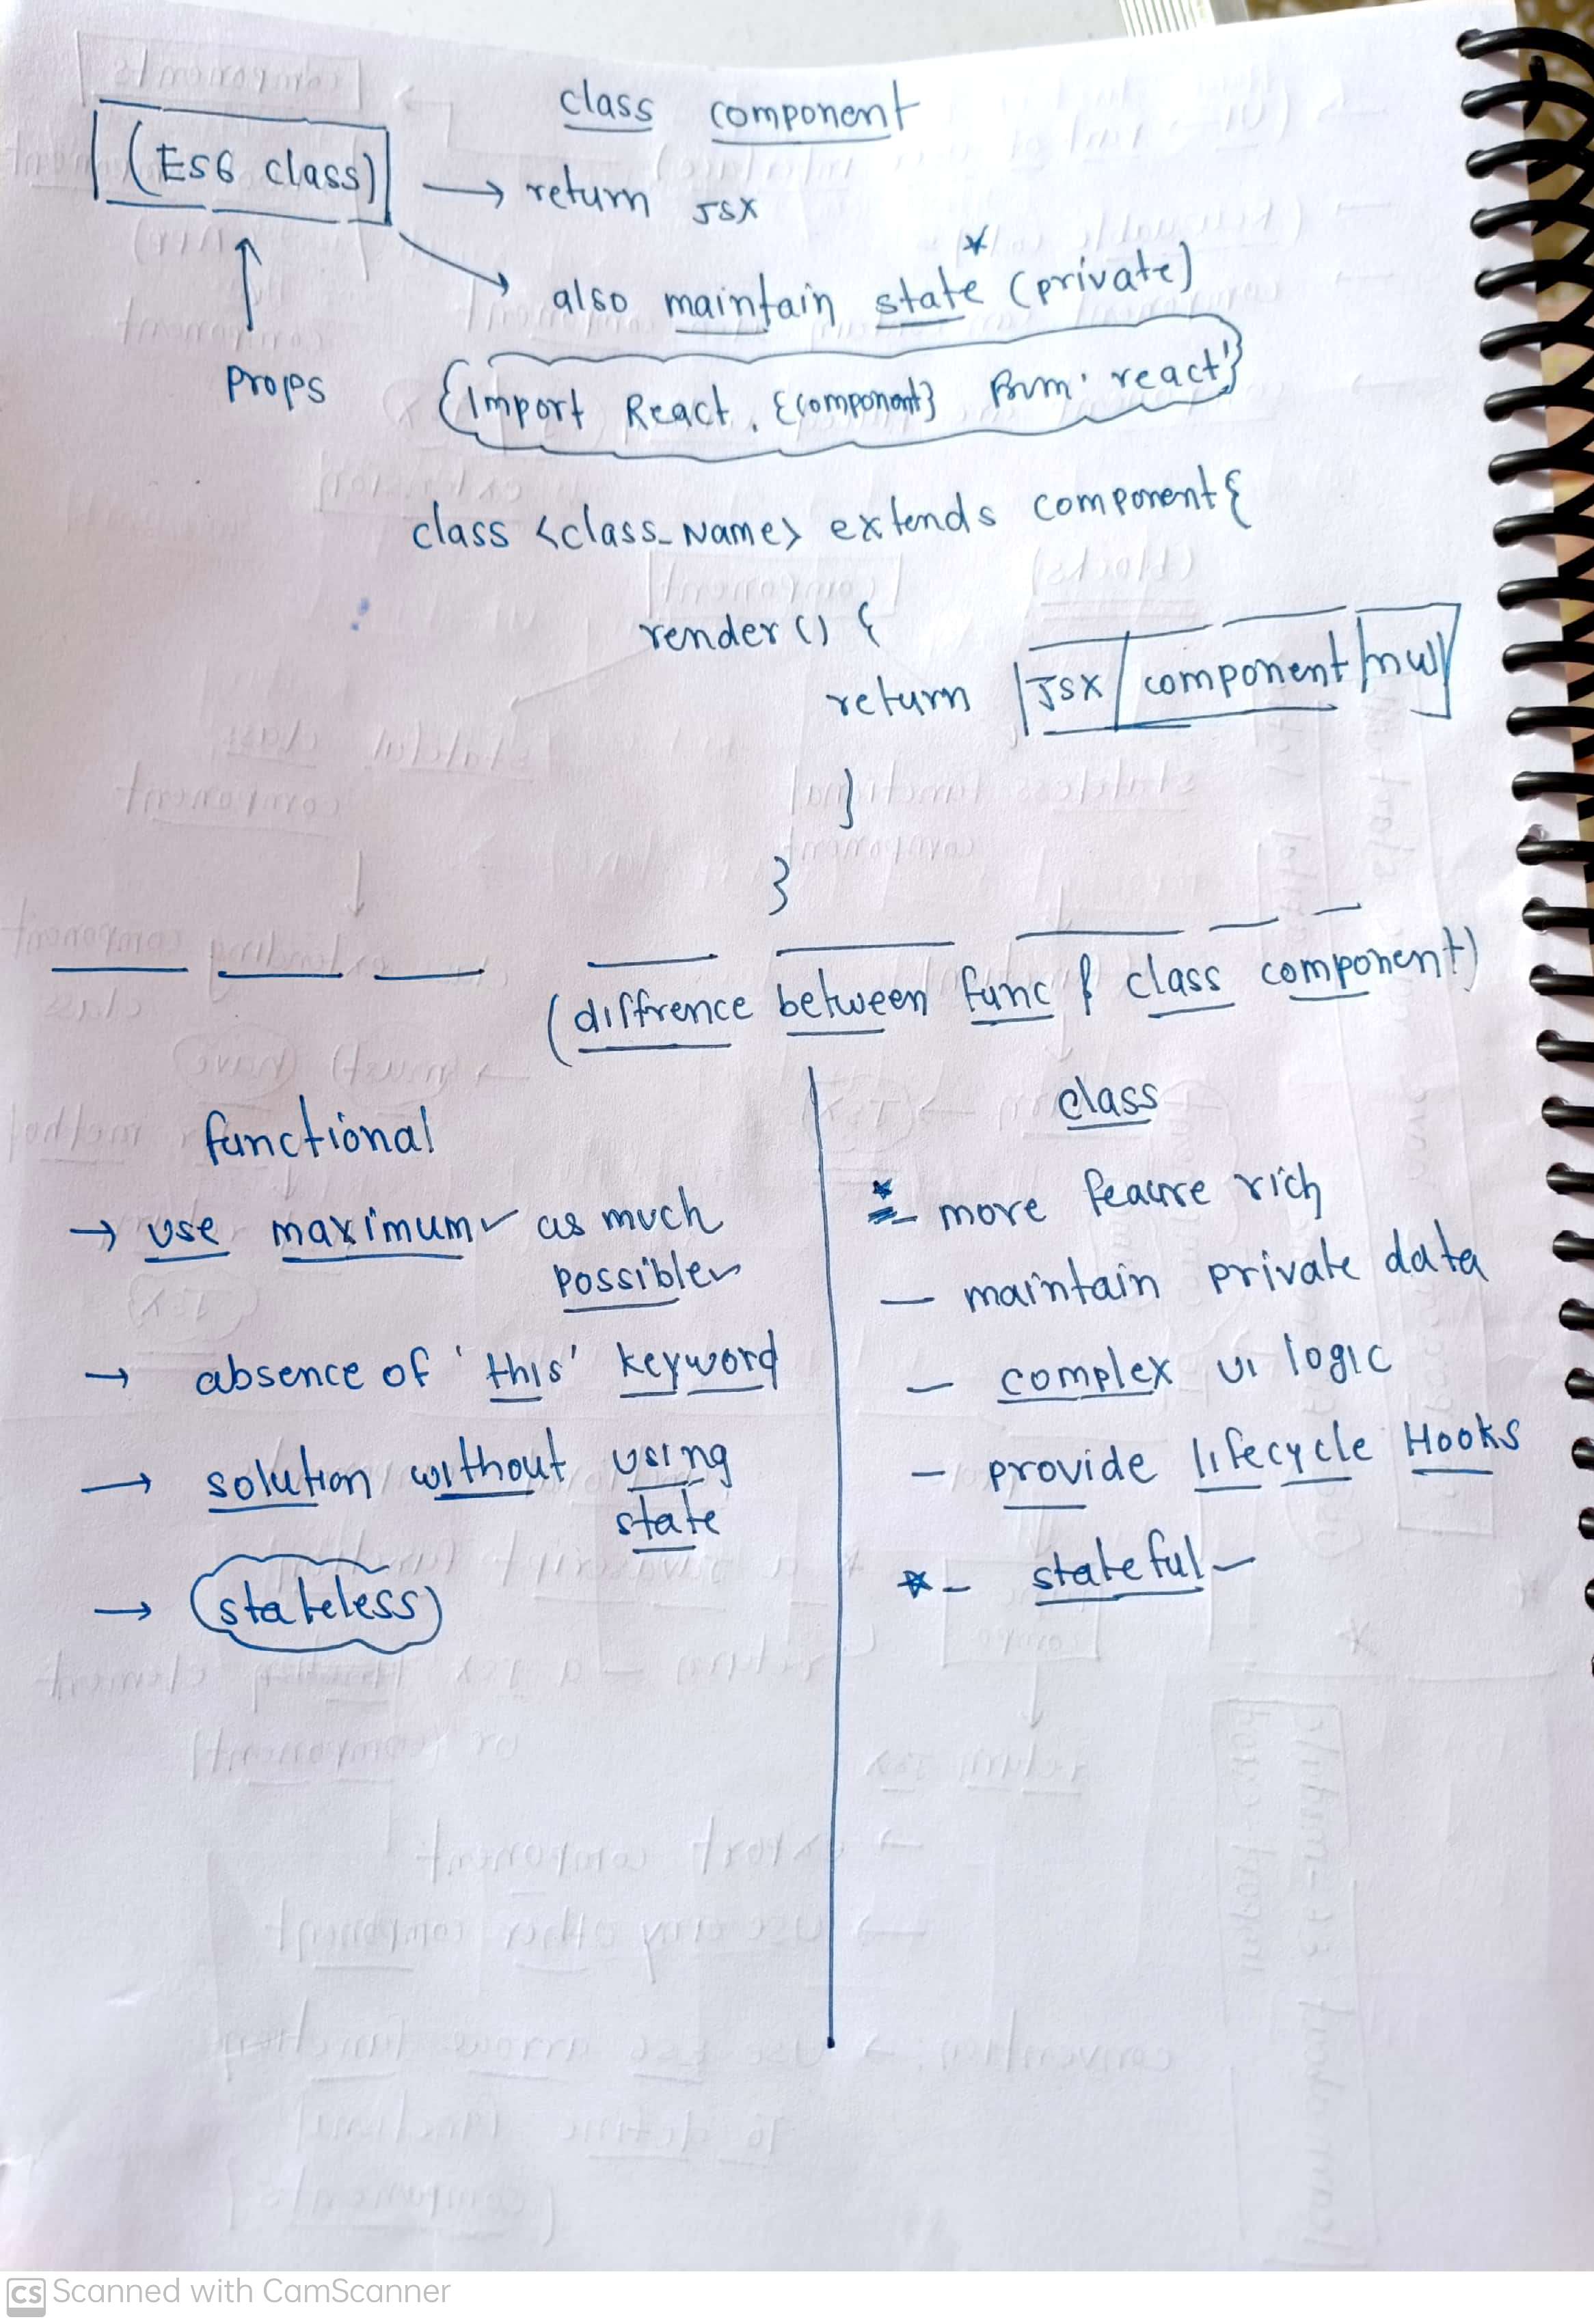 class component
(ES6 class) → return JSX
*
also maintain state (private)
Props
{Import React, {component} from 'react'}
class <class_Name> extends component {
render () {
return JSX / component / null
}
}
(diffrence between func & class component)
functional
→ use maximum as much
possible
→ absence of 'this' keyword
→ solution without using
state
→ (stateless)
class
* - more feaure rich
- maintain private data
- complex UI logic
- provide lifecycle Hooks
* - stateful -
CS Scanned with CamScanner